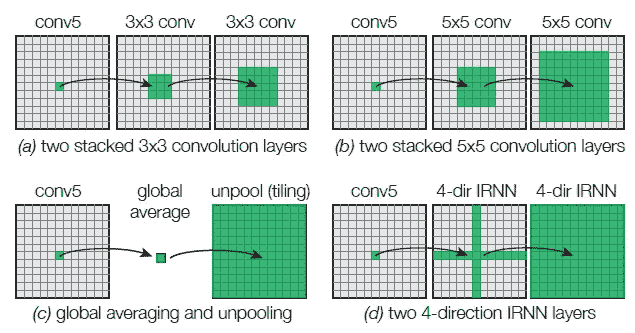 conv5 3x3 conv 3x3 conv
(a) two stacked 3x3 convolution layers
conv5 5x5 conv 5x5 conv
(b) two stacked 5x5 convolution layers
conv5 global average unpool (tiling)
(c) global averaging and unpooling
conv5 4-dir IRNN 4-dir IRNN
(d) two 4-direction IRNN layers